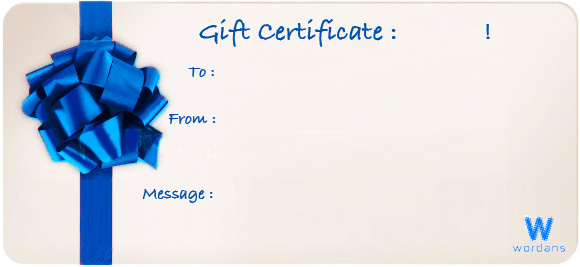 Gift Certificate : !
To :
From :
Message :
W
wordans